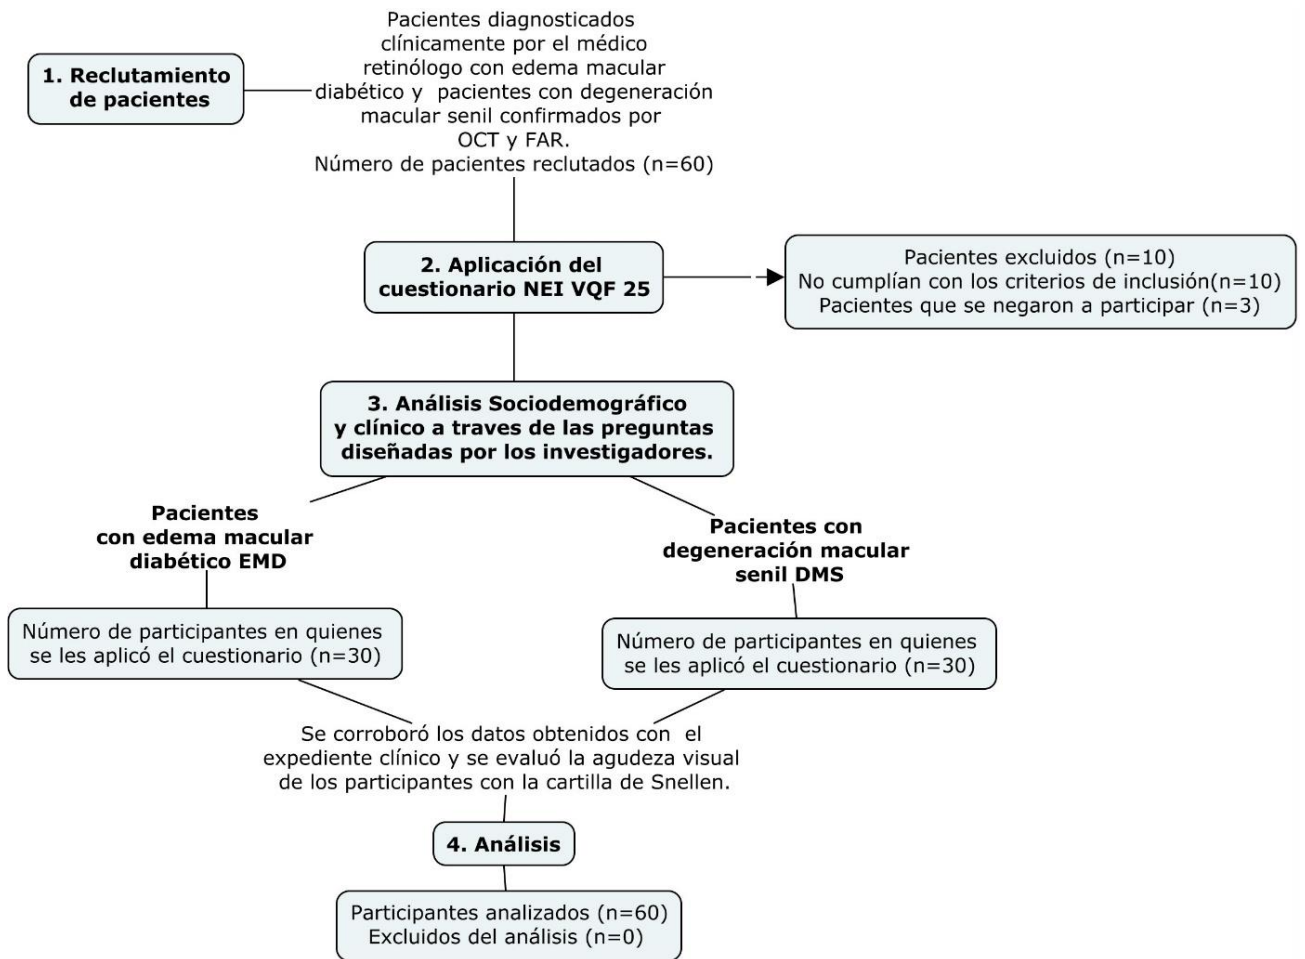 1. Reclutamiento
de pacientes
Pacientes diagnosticados
clínicamente por el médico
retinólogo con edema macular
diabético y pacientes con degeneración
macular senil confirmados por
OCT y FAR.
Número de pacientes reclutados (n=60)
2. Aplicación del
cuestionario NEI VQF 25
Pacientes excluidos (n=10)
No cumplían con los criterios de inclusión(n=10)
Pacientes que se negaron a participar (n=3)
3. Análisis Sociodemográfico
y clínico a traves de las preguntas
diseñadas por los investigadores.
Pacientes
con edema macular
diabético EMD
Pacientes con
degeneración macular
senil DMS
Número de participantes en quienes
se les aplicó el cuestionario (n=30)
Número de participantes en quienes
se les aplicó el cuestionario (n=30)
Se corroboró los datos obtenidos con el
expediente clínico y se evaluó la agudeza visual
de los participantes con la cartilla de Snellen.
4. Análisis
Participantes analizados (n=60)
Excluidos del análisis (n=0)